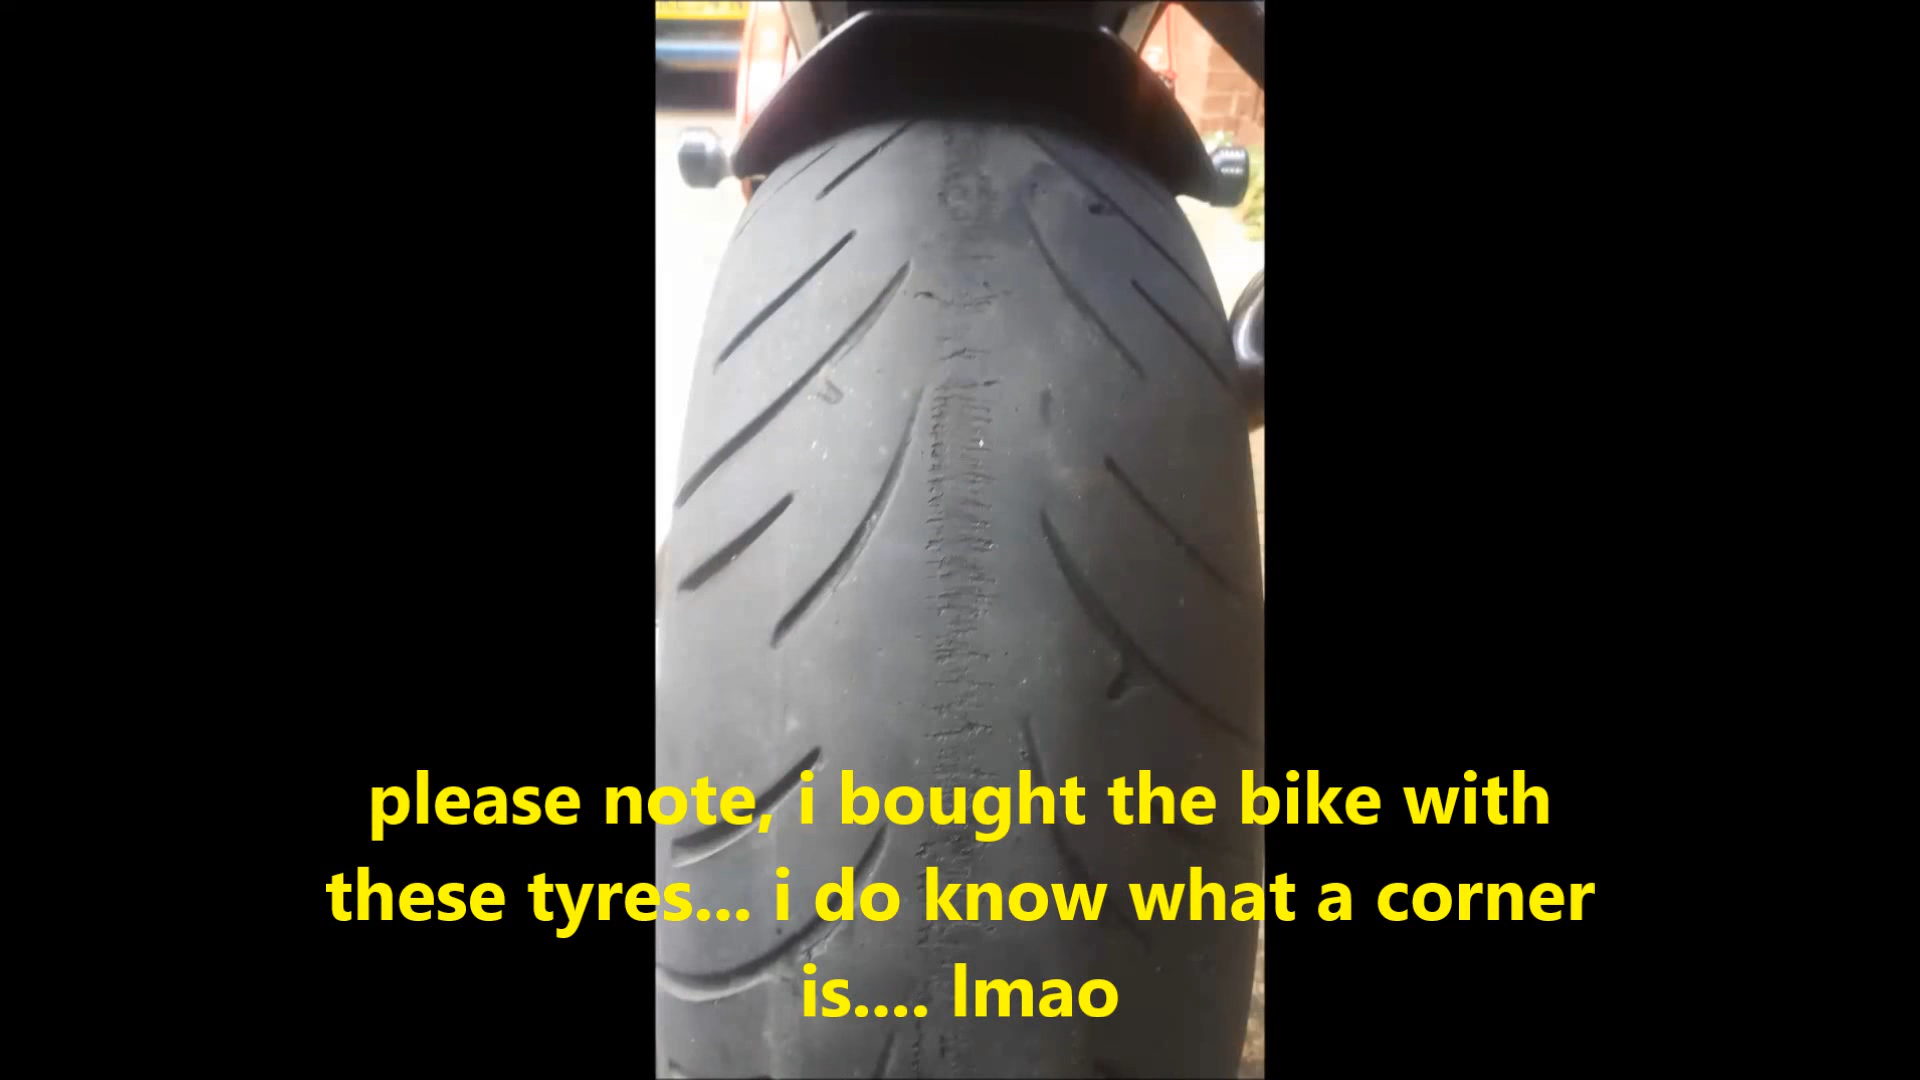 please note, i bought the bike with
these tyres... i do know what a corner
is.... lmao